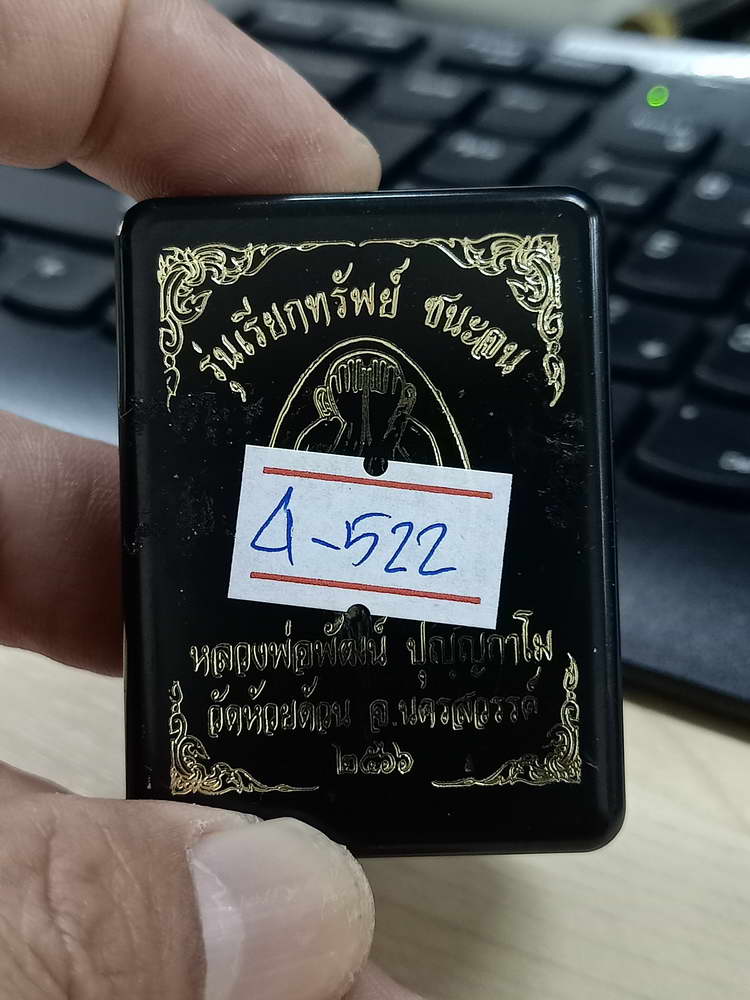 รุ่นเรียกทรัพย์ ชนะจน
4-522
หลวงพ่อพัฒน์ ปุญญกาโม
วัดห้วยด้วน จ.นครสวรรค์
๒๕๖๖